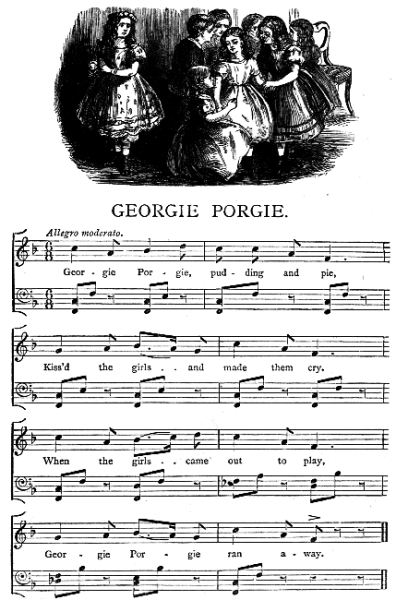 GEORGIE PORGIE.
Allegro moderato.
Geor - gie Por - gie, pud - ding and pie,
Kiss'd the girls . . and made them cry.
When the girls . . came out to play,
Geor - gie Por - gie ran a - way.